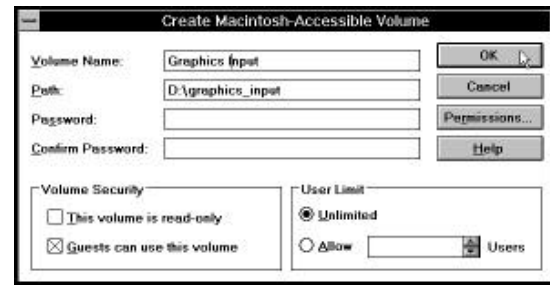 Create Macintosh-Accessible Volume
Volume Name: Graphics Input
OK
Path: D:\graphics_input
Cancel
Password:
Permissions...
Confirm Password:
Help
Volume Security
This volume is read-only
Guests can use this volume
User Limit
Unlimited
Allow Users